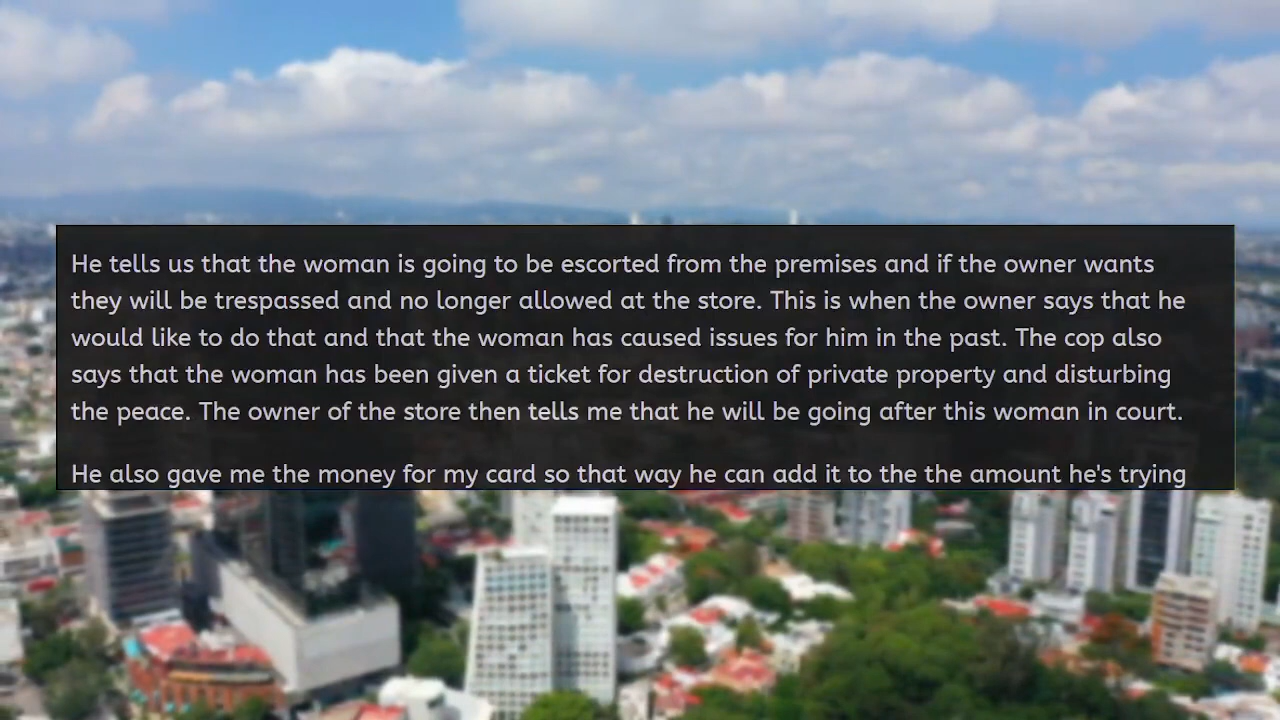 He tells us that the woman is going to be escorted from the premises and if the owner wants
they will be trespassed and no longer allowed at the store. This is when the owner says that he
would like to do that and that the woman has caused issues for him in the past. The cop also
says that the woman has been given a ticket for destruction of private property and disturbing
the peace. The owner of the store then tells me that he will be going after this woman in court.
He also gave me the money for my card so that way he can add it to the the amount he's trying